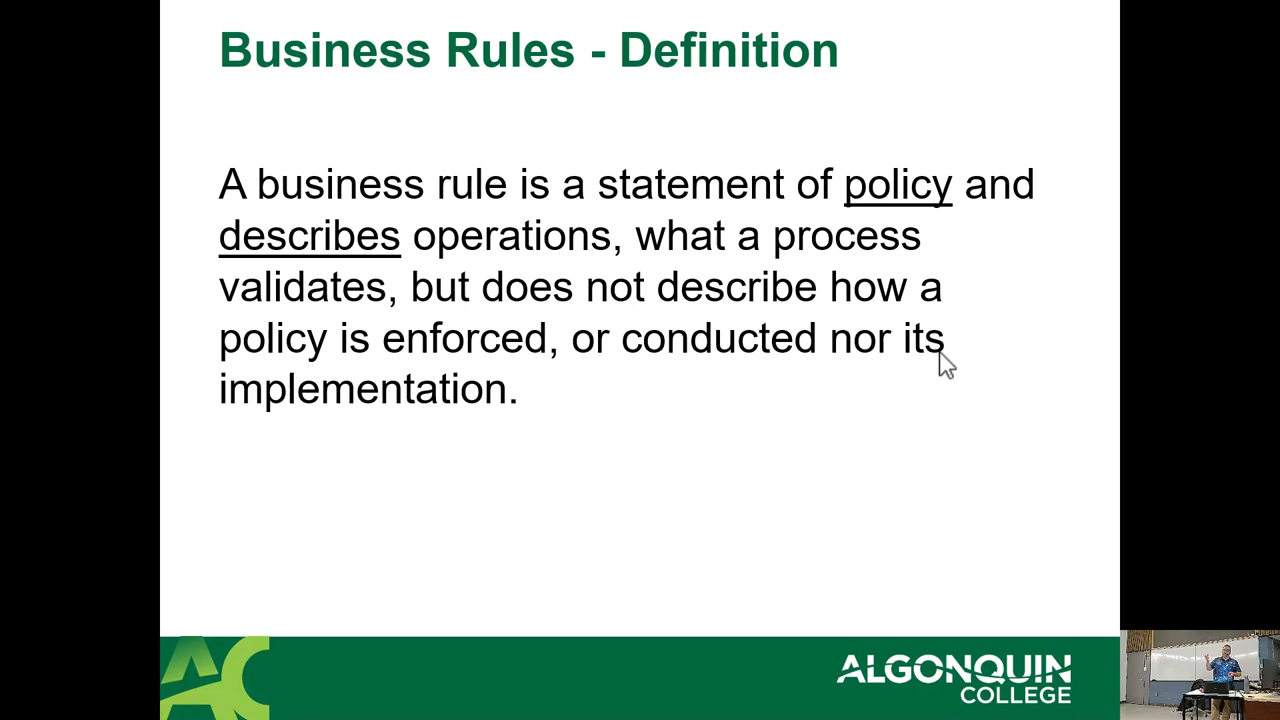 Business Rules - Definition
A business rule is a statement of policy and
describes operations, what a process
validates, but does not describe how a
policy is enforced, or conducted nor its
implementation.
AC
ALGONQUIN
COLLEGE